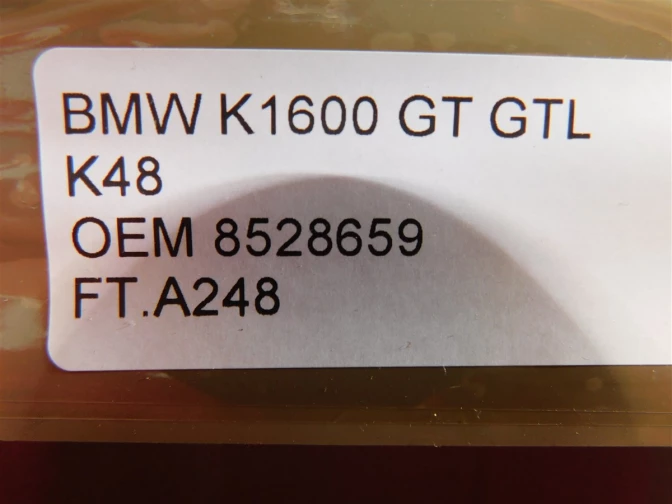 BMW K1600 GT GTL
K48
OEM 8528659
FT.A248